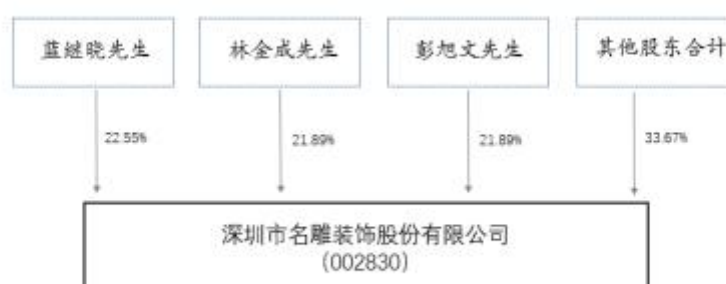 蓝继晓先生
林金成先生
彭旭文先生
其他股东合计
22.55%
21.89%
21.89%
33.67%
深圳市名雕装饰股份有限公司
（002830）